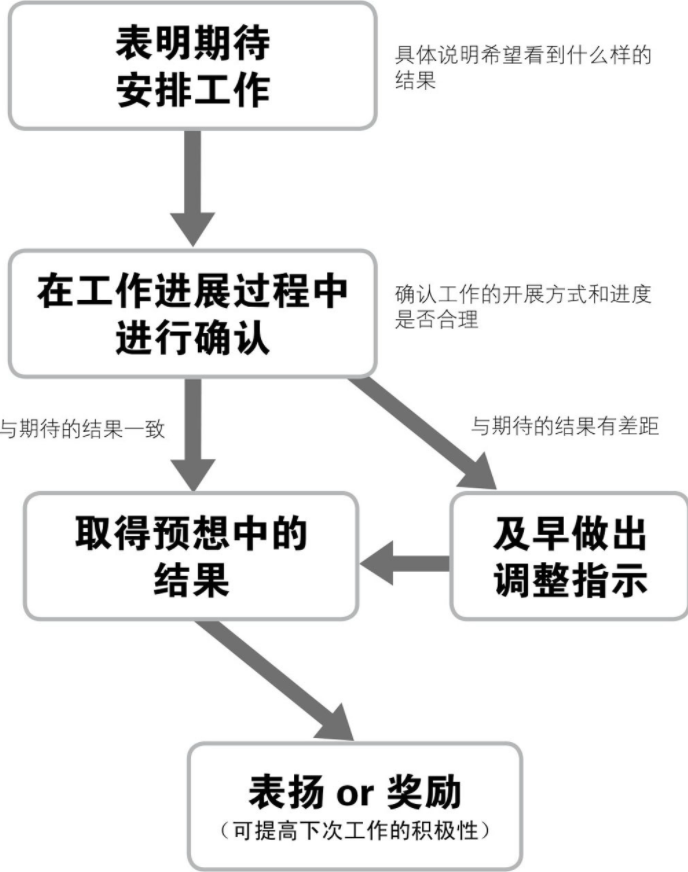 表明期待
安排工作
具体说明希望看到什么样的
结果
在工作进展过程中
进行确认
确认工作的开展方式和进度
是否合理
与期待的结果一致
与期待的结果有差距
取得预想中的
结果
及早做出
调整指示
表扬 or 奖励
（可提高下次工作的积极性）